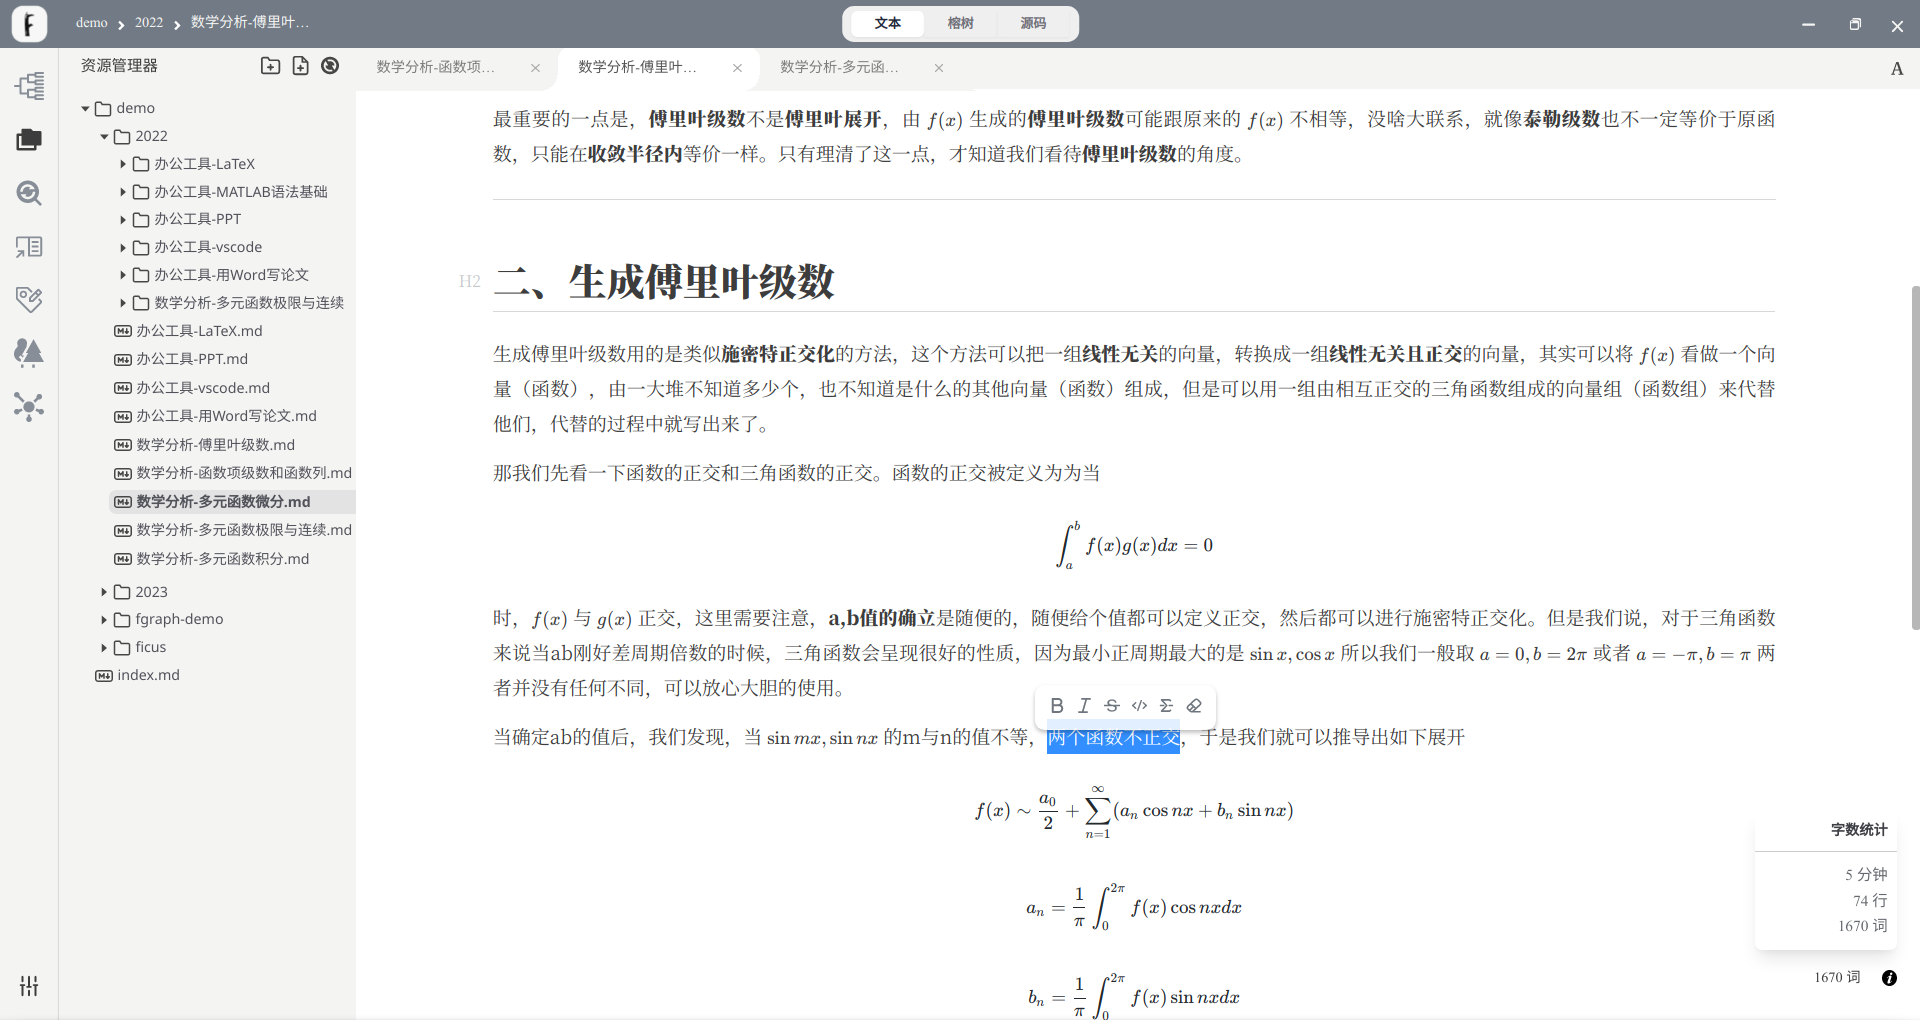 demo > 2022 > 数学分析-傅里叶...
文本 榕树 源码
资源管理器
demo
2022
办公工具-LaTeX
办公工具-MATLAB语法基础
办公工具-PPT
办公工具-vscode
办公工具-用Word写论文
数学分析-多元函数极限与连续
办公工具-LaTeX.md
办公工具-PPT.md
办公工具-vscode.md
办公工具-用Word写论文.md
数学分析-傅里叶级数.md
数学分析-函数项级数和函数列.md
数学分析-多元函数微分.md
数学分析-多元函数极限与连续.md
数学分析-多元函数积分.md
2023
fgraph-demo
ficus
index.md
数学分析-函数项... × 数学分析-傅里叶... × 数学分析-多元函... ×
A
最重要的一点是，傅里叶级数不是傅里叶展开，由 f(x) 生成的傅里叶级数可能跟原来的 f(x) 不相等，没啥大联系，就像泰勒级数也不一定等价于原函
数，只能在收敛半径内等价一样。只有理清了这一点，才知道我们看待傅里叶级数的角度。
H2 二、生成傅里叶级数
生成傅里叶级数用的是类似施密特正交化的方法，这个方法可以把一组线性无关的向量，转换成一组线性无关且正交的向量，其实可以将 f(x) 看做一个向
量（函数），由一大堆不知道多少个，也不知道是什么的其他向量（函数）组成，但是可以用一组由相互正交的三角函数组成的向量组（函数组）来代替
他们，代替的过程中就写出来了。
那我们先看一下函数的正交和三角函数的正交。函数的正交被定义为为当
∫_a^b f(x)g(x)dx = 0
时，f(x) 与 g(x) 正交，这里需要注意，a,b值的确立是随便的，随便给个值都可以定义正交，然后都可以进行施密特正交化。但是我们说，对于三角函数
来说当ab刚好差周期倍数的时候，三角函数会呈现很好的性质，因为最小正周期最大的是 sin x, cos x 所以我们一般取 a = 0, b = 2π 或者 a = −π, b = π 两
者并没有任何不同，可以放心大胆的使用。
B I S </> Σ
当确定ab的值后，我们发现，当 sin mx, sin nx 的m与n的值不等，两个函数不正交，于是我们就可以推导出如下展开
f(x) ∼ a_0/2 + ∑_{n=1}^∞ (a_n cos nx + b_n sin nx)
a_n = 1/π ∫_0^{2π} f(x) cos nxdx
b_n = 1/π ∫_0^{2π} f(x) sin nxdx
字数统计
5 分钟
74 行
1670 词
1670 词